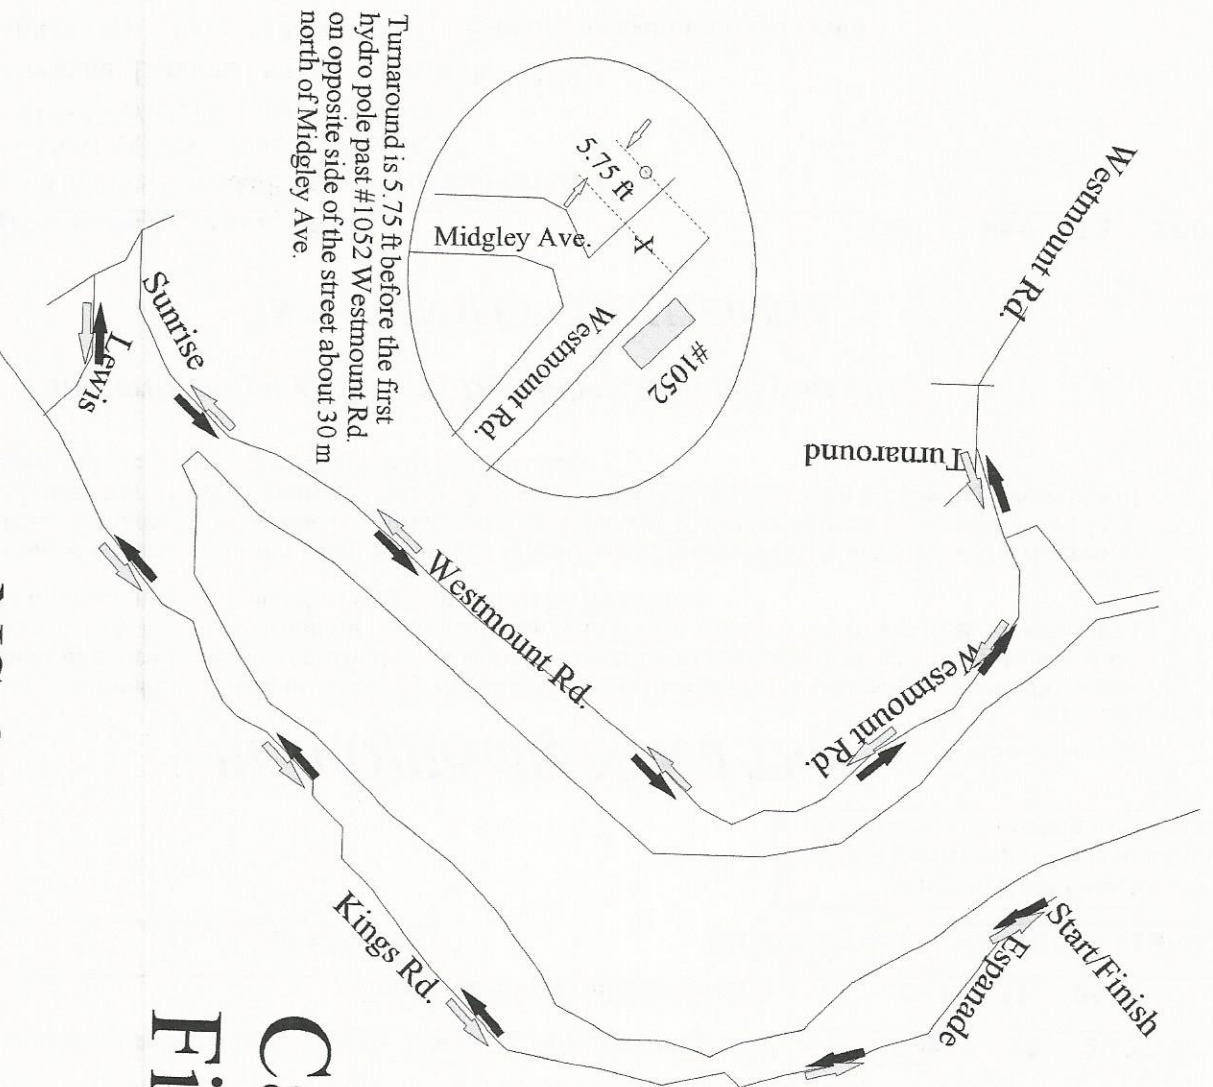 Turnaround is 5.75 ft before the first
hydro pole past #1052 Westmount Rd.
on opposite side of the street about 30 m
north of Midgley Ave.
5.75 ft
X
Midgley Ave.
Westmount Rd.
#1052
Westmount Rd.
Turnaround
Westmount Rd.
Westmount Rd.
Sunrise
Lewis
Kings Rd.
Start/Finish
Espanade